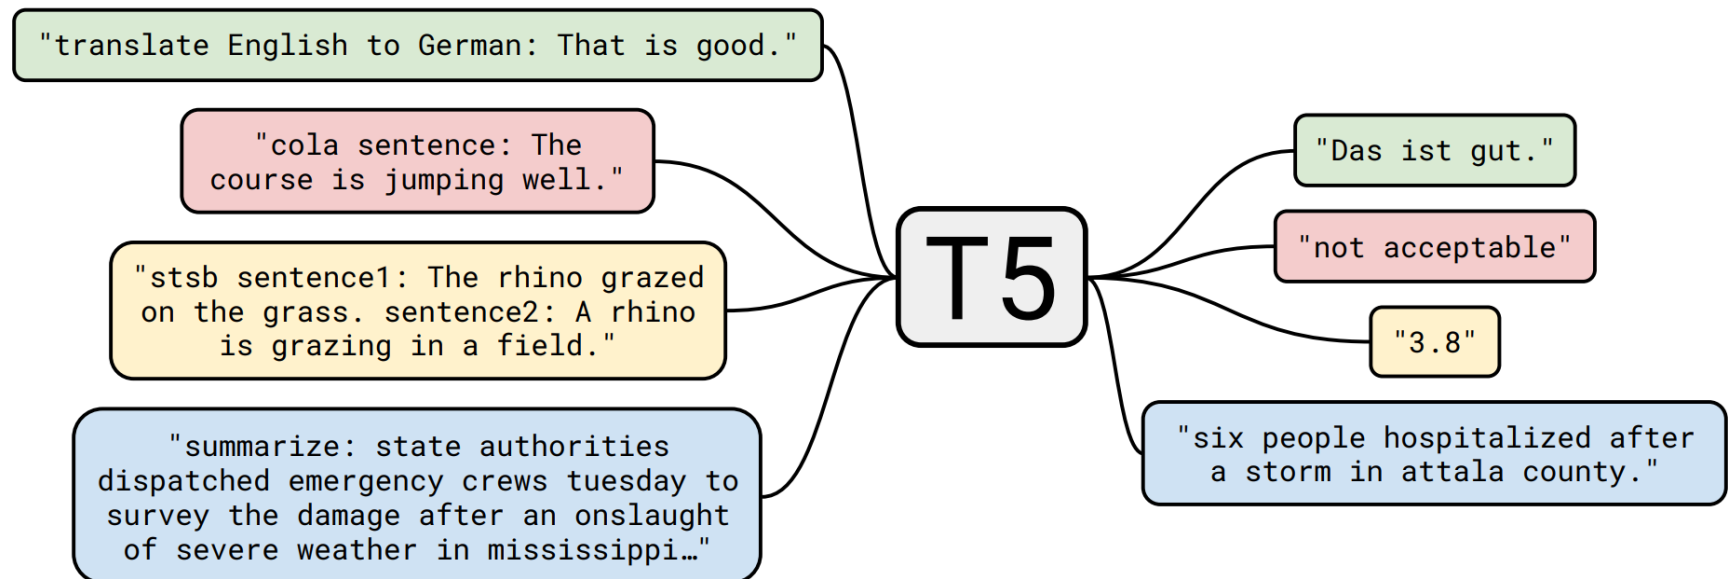 "translate English to German: That is good."
"cola sentence: The
course is jumping well."
"stsb sentence1: The rhino grazed
on the grass. sentence2: A rhino
is grazing in a field."
"summarize: state authorities
dispatched emergency crews tuesday to
survey the damage after an onslaught
of severe weather in mississippi…"
T5
"Das ist gut."
"not acceptable"
"3.8"
"six people hospitalized after
a storm in attala county."